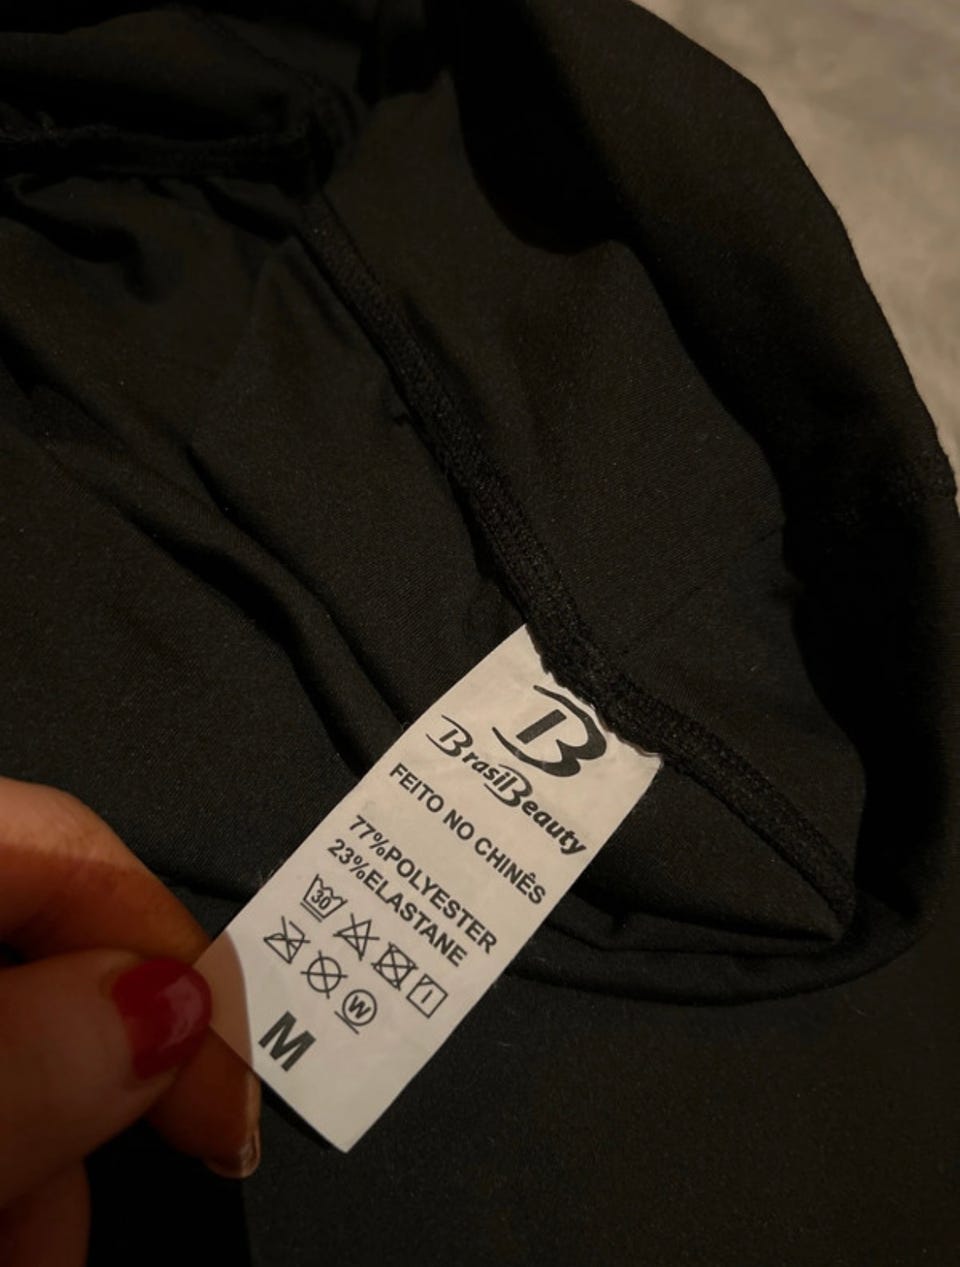 B
BrasilBeauty
FEITO NO CHINÊS
77%POLYESTER
23%ELASTANE
30
I
W
M